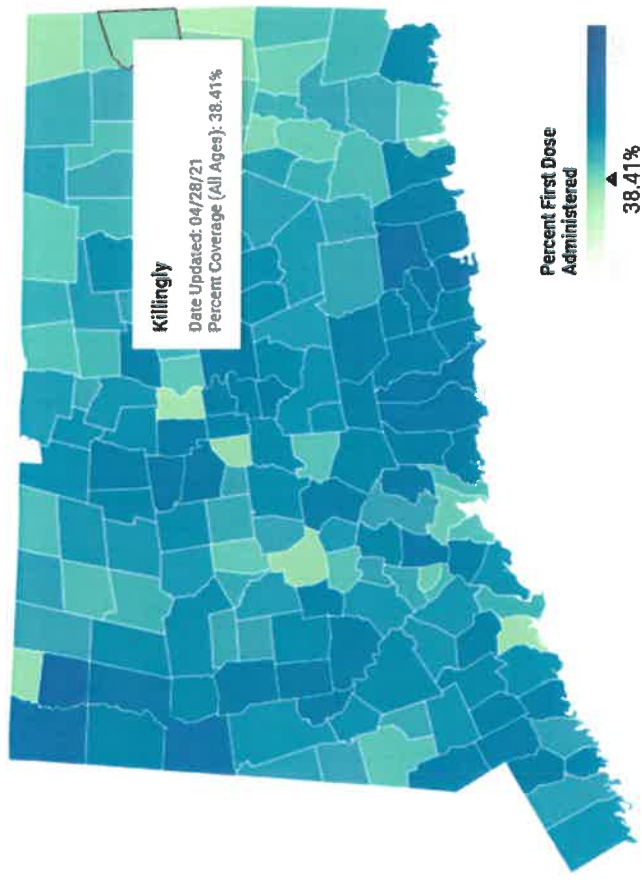 Killingly
Date Updated: 04/28/21
Percent Coverage (All Ages): 38.41%
Percent First Dose
Administered
38.41%